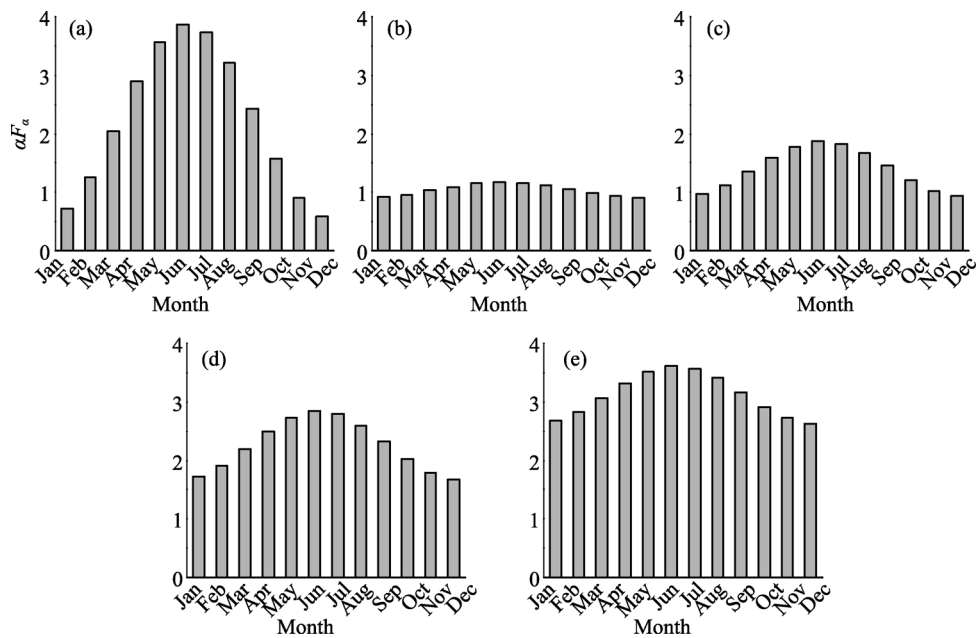 (a)
(b)
(c)
4
3
2
1
0
αFα
Jan
Feb
Mar
Apr
May
Jun
Jul
Aug
Sep
Oct
Nov
Dec
Month
4
3
2
1
0
Jan
Feb
Mar
Apr
May
Jun
Jul
Aug
Sep
Oct
Nov
Dec
Month
4
3
2
1
0
Jan
Feb
Mar
Apr
May
Jun
Jul
Aug
Sep
Oct
Nov
Dec
Month
(d)
(e)
4
3
2
1
0
Jan
Feb
Mar
Apr
May
Jun
Jul
Aug
Sep
Oct
Nov
Dec
Month
4
3
2
1
0
Jan
Feb
Mar
Apr
May
Jun
Jul
Aug
Sep
Oct
Nov
Dec
Month